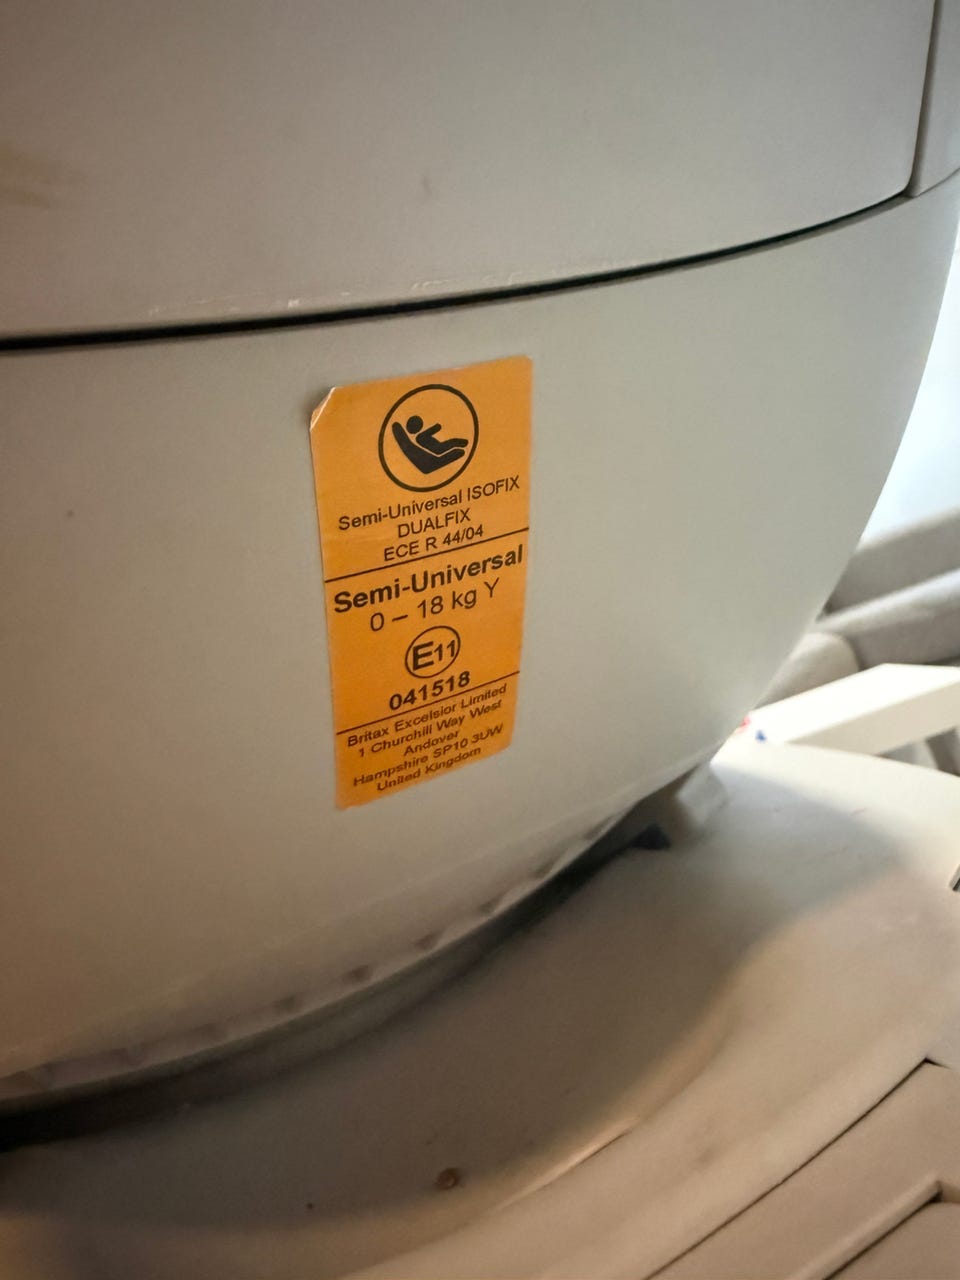 Semi-Universal ISOFIX
DUALFIX
ECE R 44/04
Semi-Universal
0 – 18 kg Y
E11
041518
Britax Excelsior Limited
1 Churchill Way West
Andover
Hampshire SP10 3UW
United Kingdom